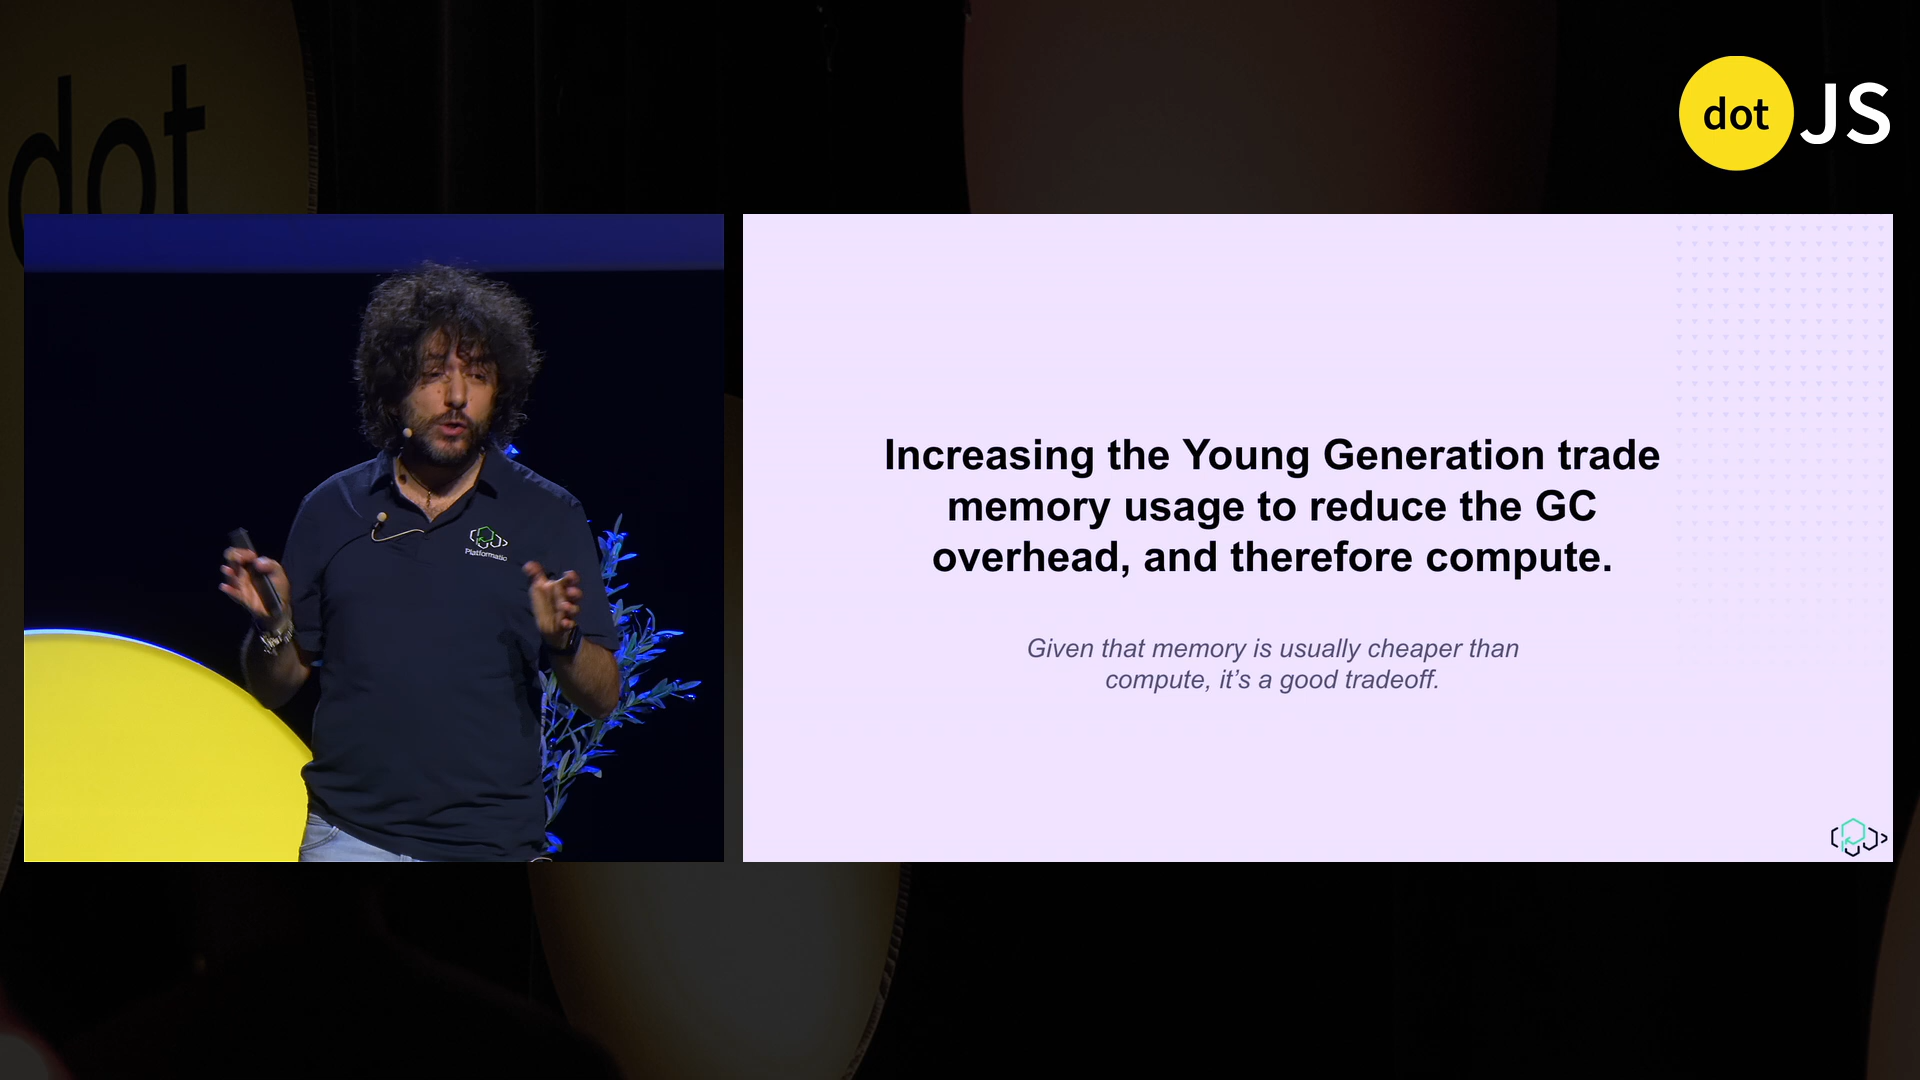 dot
dot JS
Platformatic
Increasing the Young Generation trade
memory usage to reduce the GC
overhead, and therefore compute.
Given that memory is usually cheaper than
compute, it’s a good tradeoff.